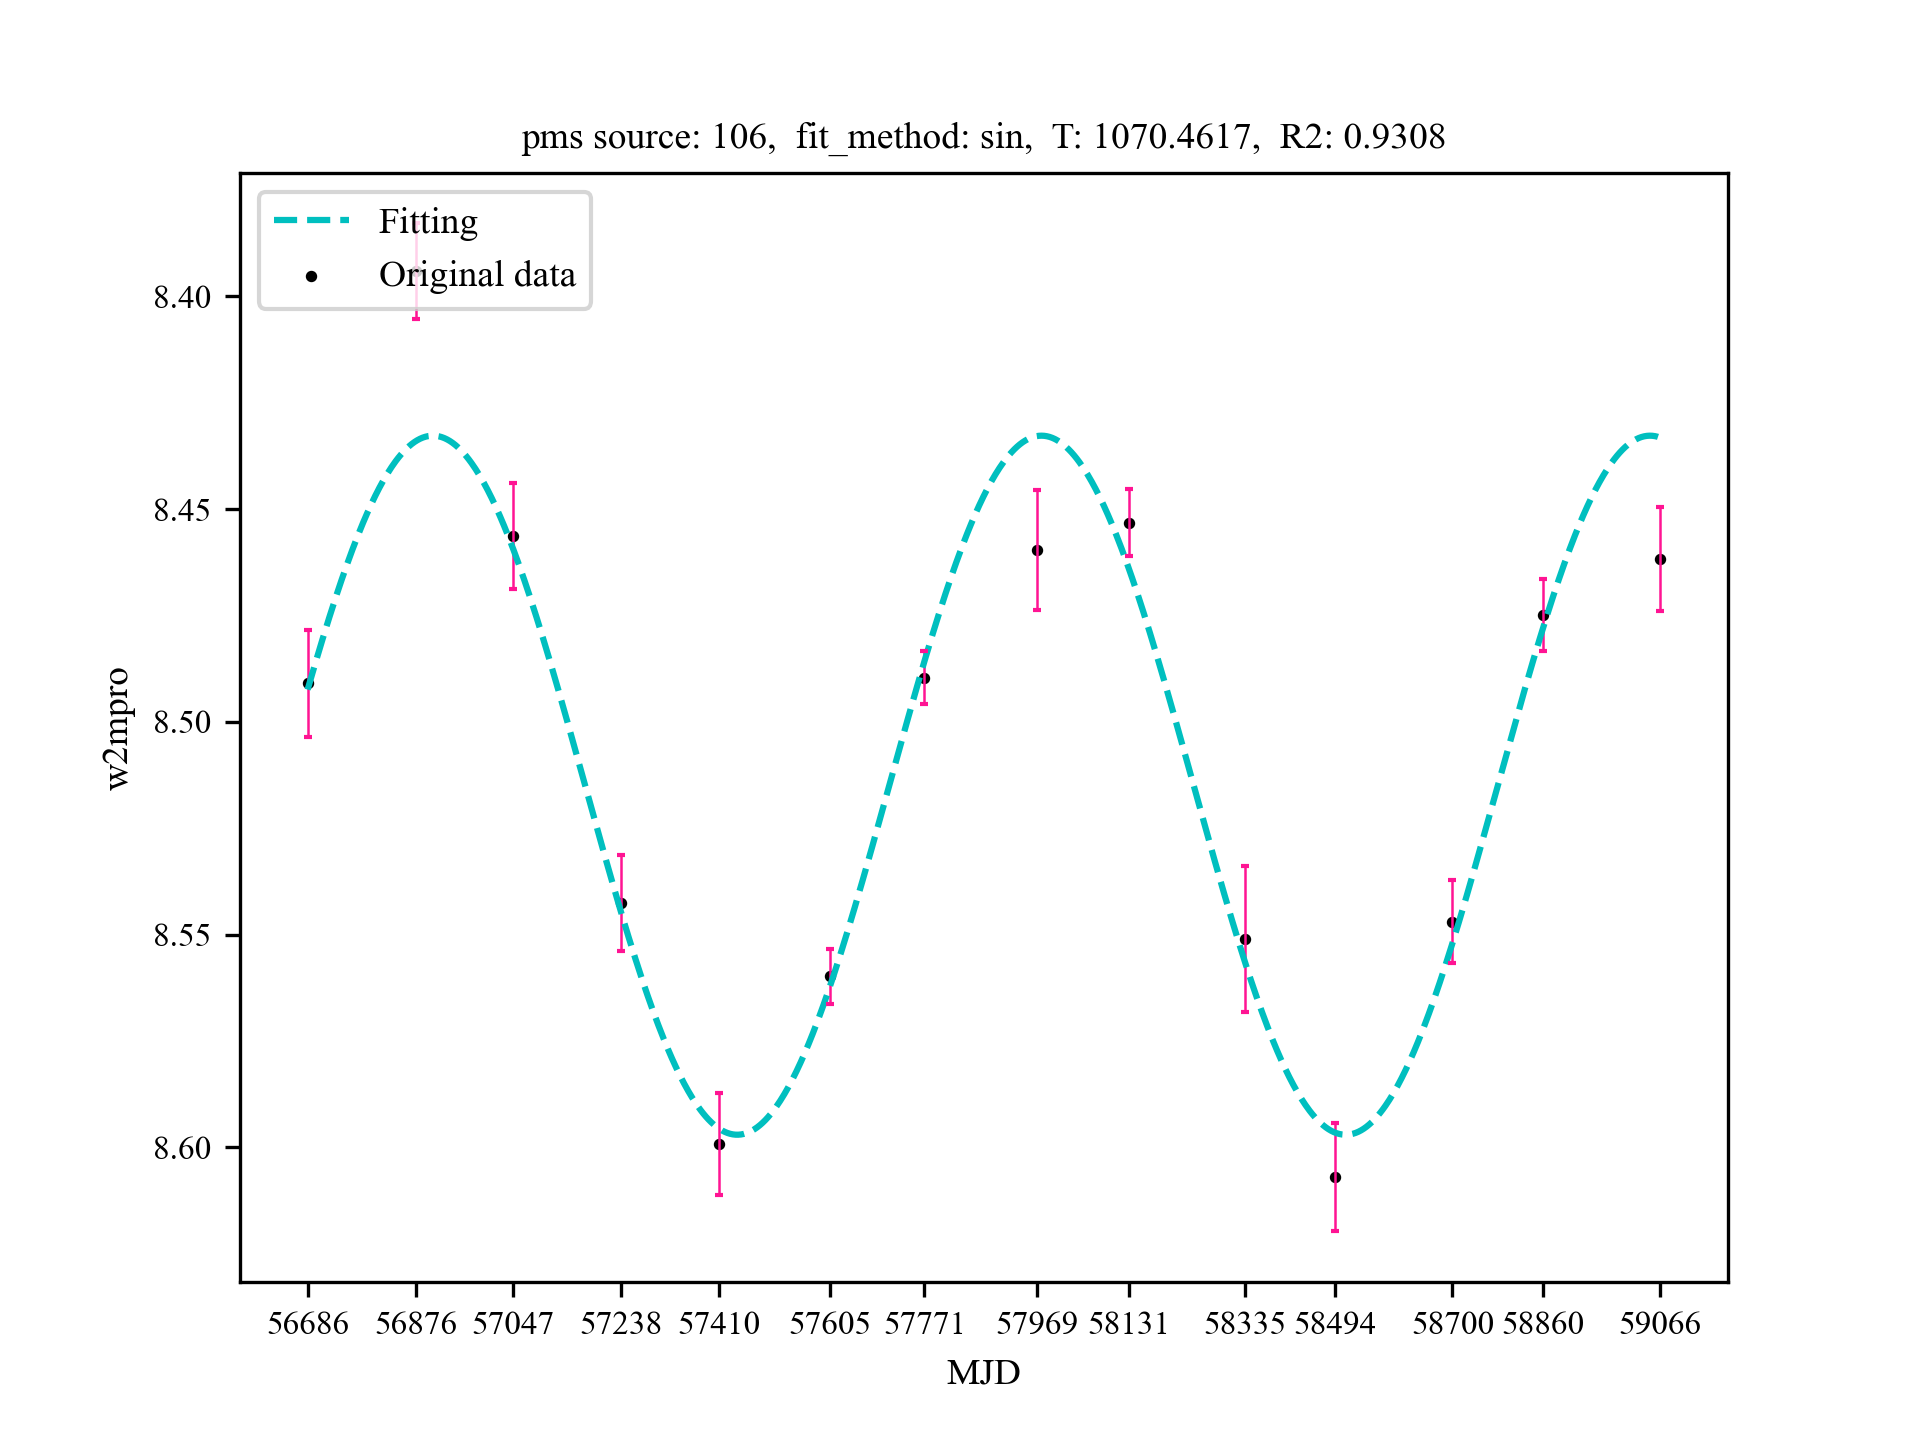 pms source: 106, fit_method: sin, T: 1070.4617, R2: 0.9308
Fitting
Original data
8.40
8.45
8.50
8.55
8.60
w2mpro
56686 56876 57047 57238 57410 57605 57771 57969 58131 58335 58494 58700 58860 59066
MJD